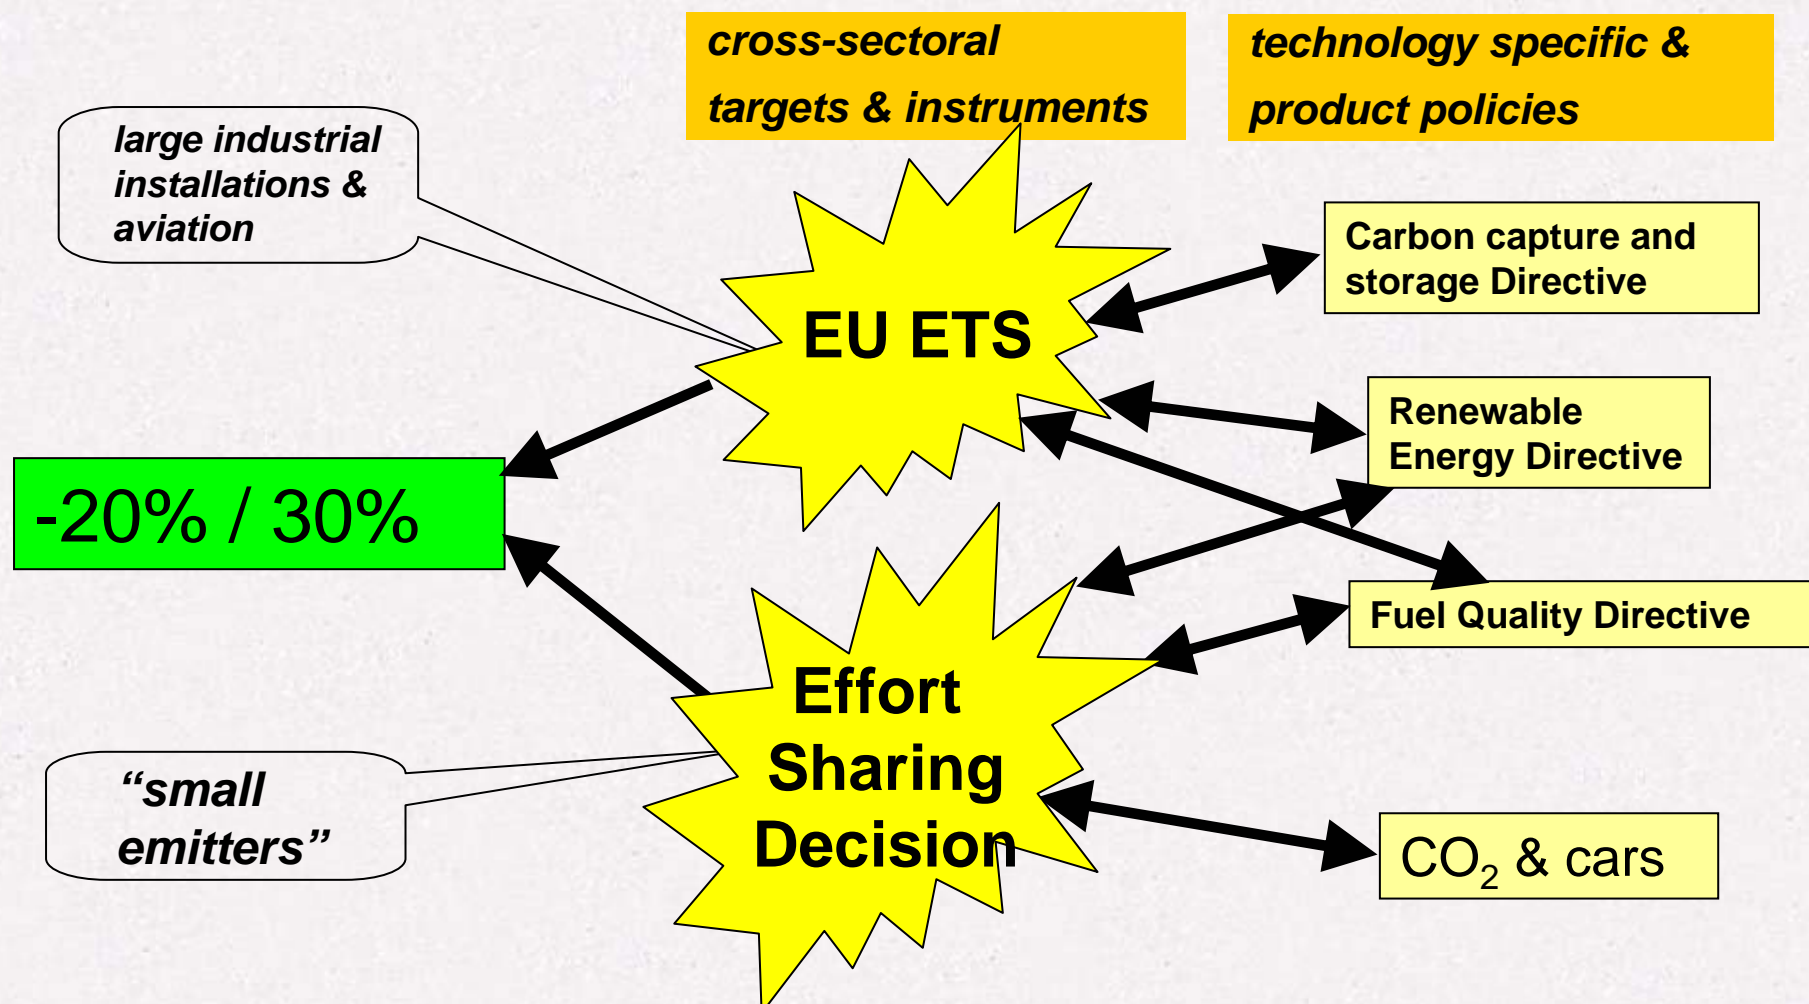 cross-sectoral
targets & instruments
technology specific &
product policies
large industrial
installations &
aviation
EU ETS
Carbon capture and
storage Directive
Renewable
Energy Directive
-20% / 30%
Fuel Quality Directive
Effort
Sharing
Decision
“small
emitters”
CO₂ & cars